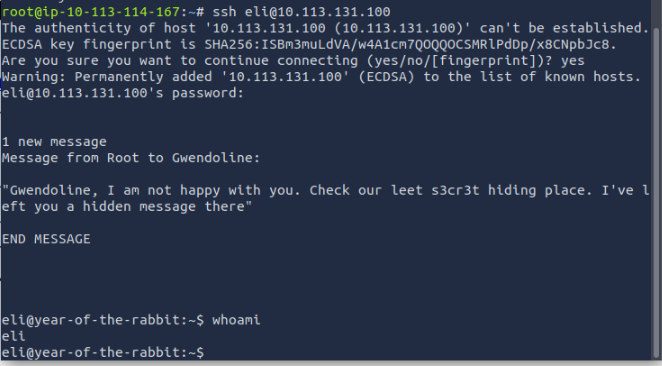 root@ip-10-113-114-167:~# ssh eli@10.113.131.100
The authenticity of host '10.113.131.100 (10.113.131.100)' can't be established.
ECDSA key fingerprint is SHA256:ISBm3muLdVA/w4A1cm7QOQQOCSMRlPdDp/x8CNpbJc8.
Are you sure you want to continue connecting (yes/no/[fingerprint])? yes
Warning: Permanently added '10.113.131.100' (ECDSA) to the list of known hosts.
eli@10.113.131.100's password:
1 new message
Message from Root to Gwendoline:
"Gwendoline, I am not happy with you. Check our leet s3cr3t hiding place. I've l
eft you a hidden message there"
END MESSAGE
eli@year-of-the-rabbit:~$ whoami
eli
eli@year-of-the-rabbit:~$